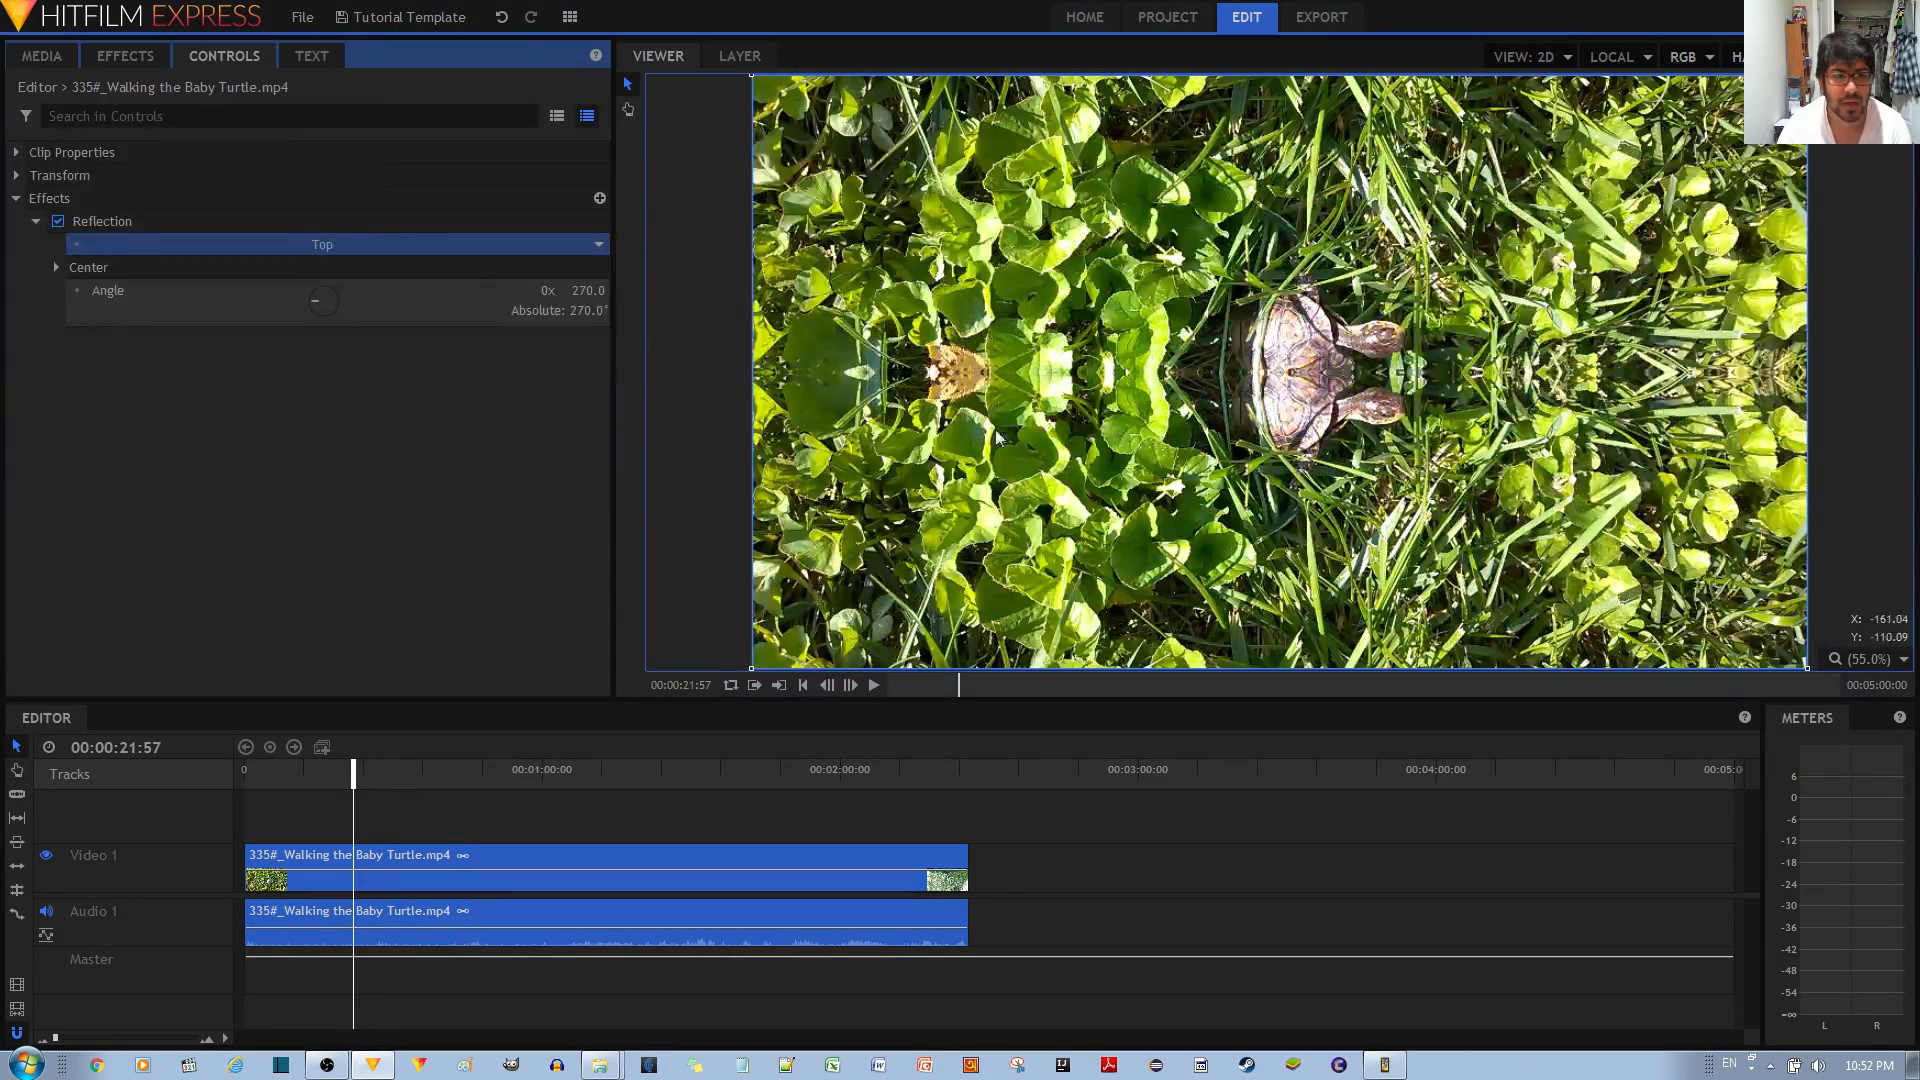 HITFILM EXPRESS
File
Tutorial Template
HOME
PROJECT
EDIT
EXPORT
MEDIA
EFFECTS
CONTROLS
TEXT
VIEWER
LAYER
VIEW: 2D
LOCAL
RGB
HA
Editor > 335#_Walking the Baby Turtle.mp4
Search in Controls
Clip Properties
Transform
Effects
Reflection
Top
Center
Angle
0x 270.0
Absolute: 270.0°
X: -161.04
Y: -110.09
(55.0%)
00:00:21:57
00:05:00:00
EDITOR
METERS
00:00:21:57
Tracks
0
00:01:00:00
00:02:00:00
00:03:00:00
00:04:00:00
00:05:0
Video 1
335#_Walking the Baby Turtle.mp4
Audio 1
335#_Walking the Baby Turtle.mp4
Master
6
0
-6
-12
-18
-24
-30
-36
-42
-48
-54
-∞
L
R
EN
10:52 PM